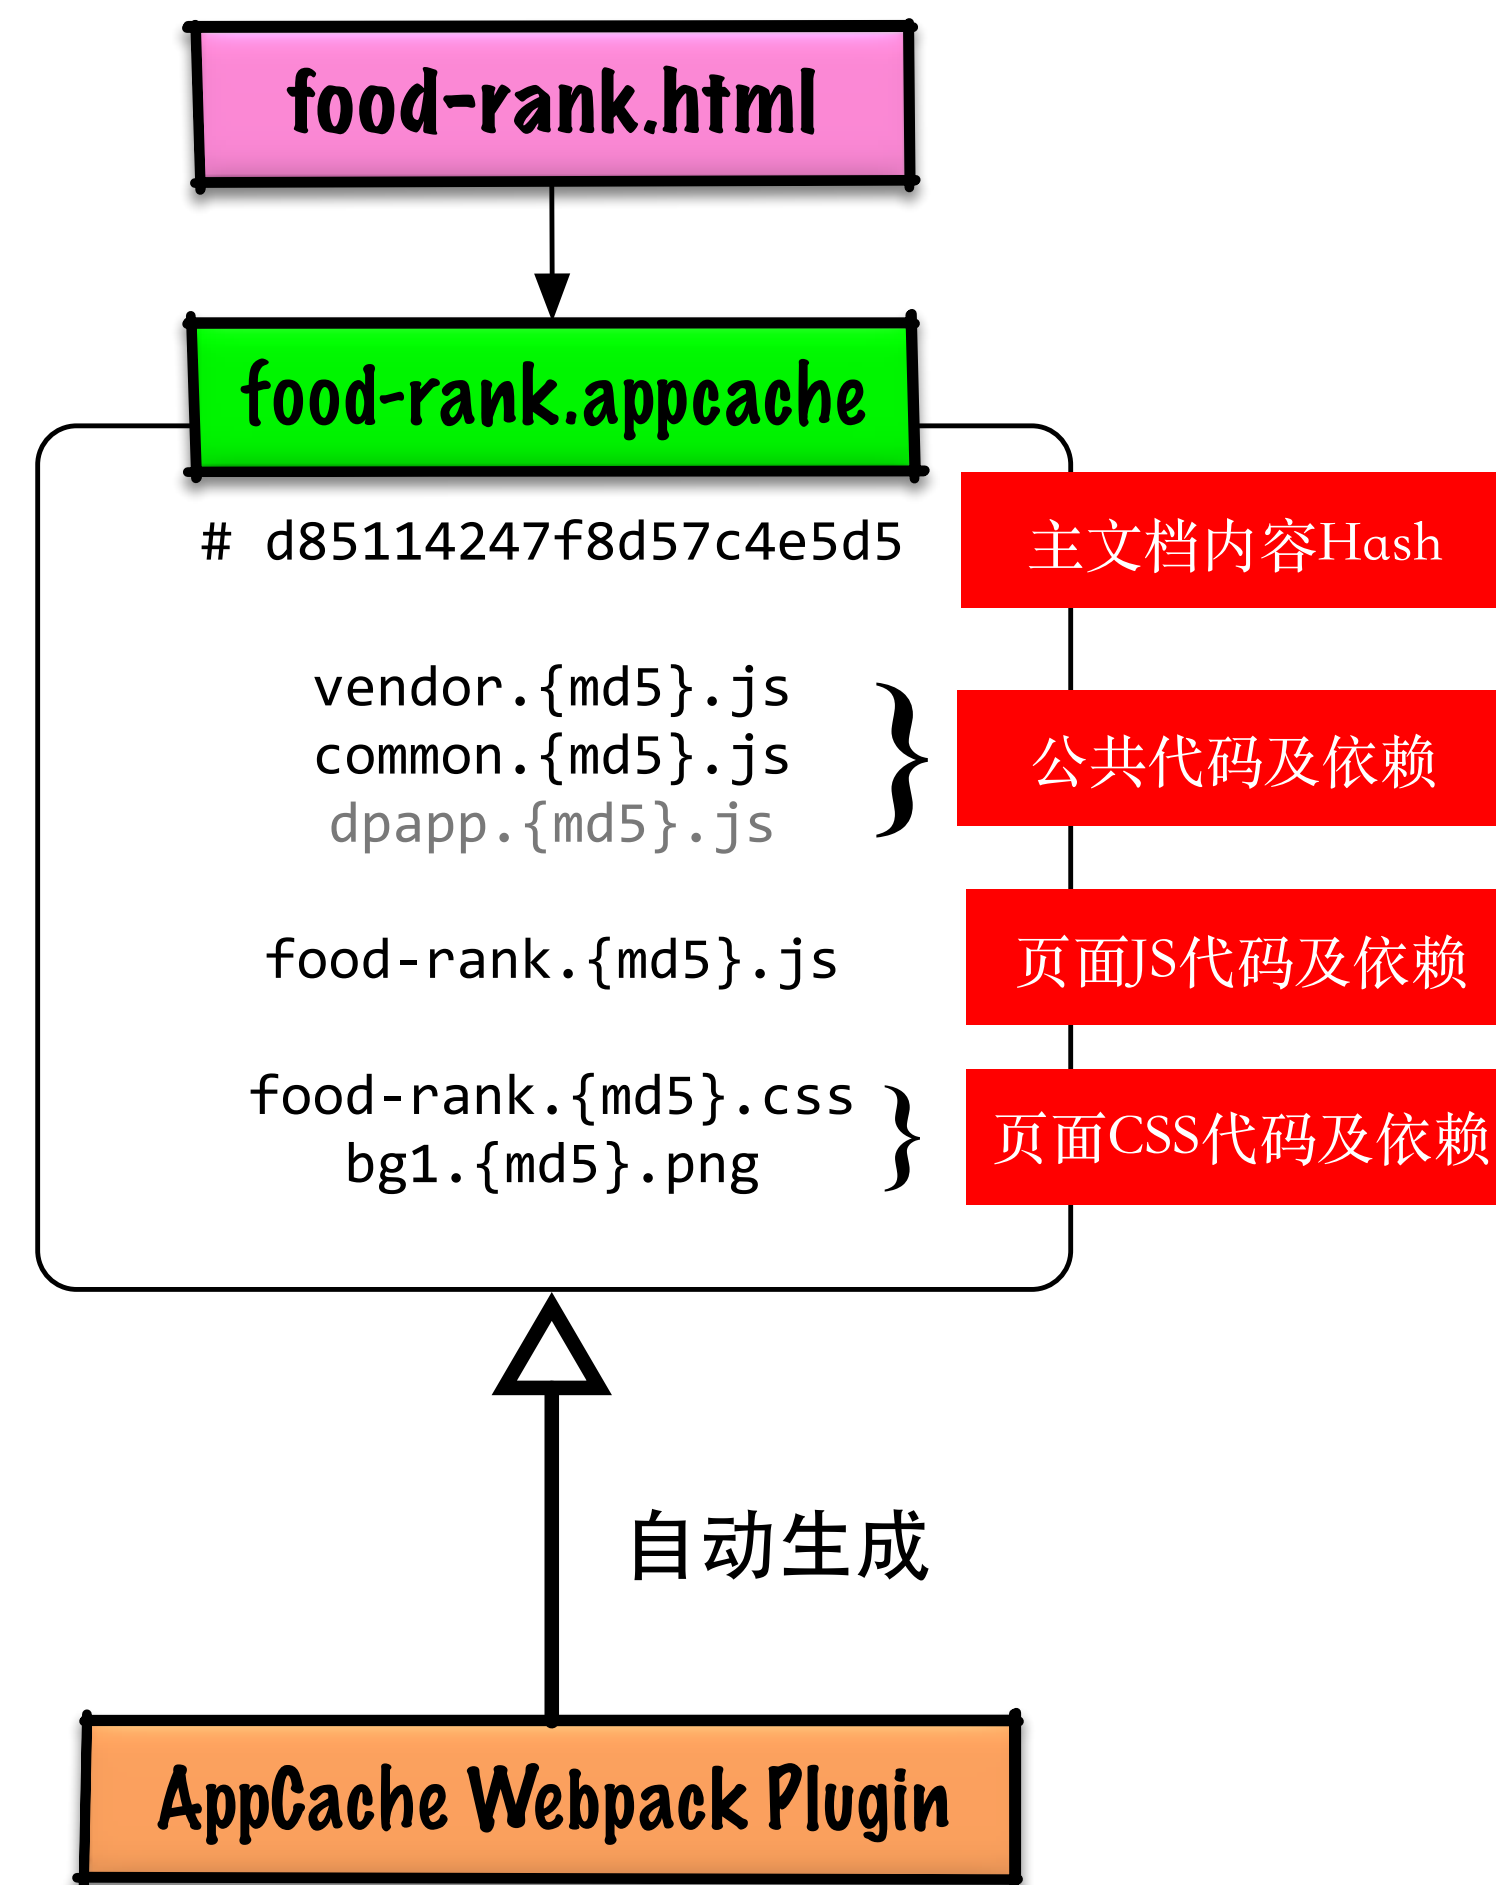 food-rank.html
food-rank.appcache
# d85114247f8d57c4e5d5
主文档内容Hash
vendor.{md5}.js
common.{md5}.js
dpapp.{md5}.js
公共代码及依赖
food-rank.{md5}.js
页面JS代码及依赖
food-rank.{md5}.css
bg1.{md5}.png
页面CSS代码及依赖
自动生成
AppCache Webpack Plugin